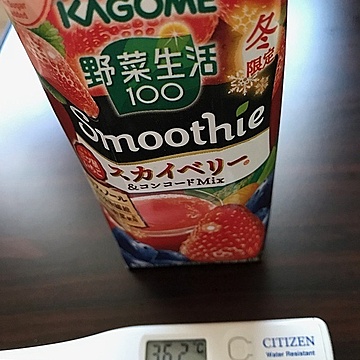 KAGOME
野菜生活
100
冬
限定
Smoothie
スカイベリー
&コンコードMix
36.2℃
CITIZEN
Water Resistant